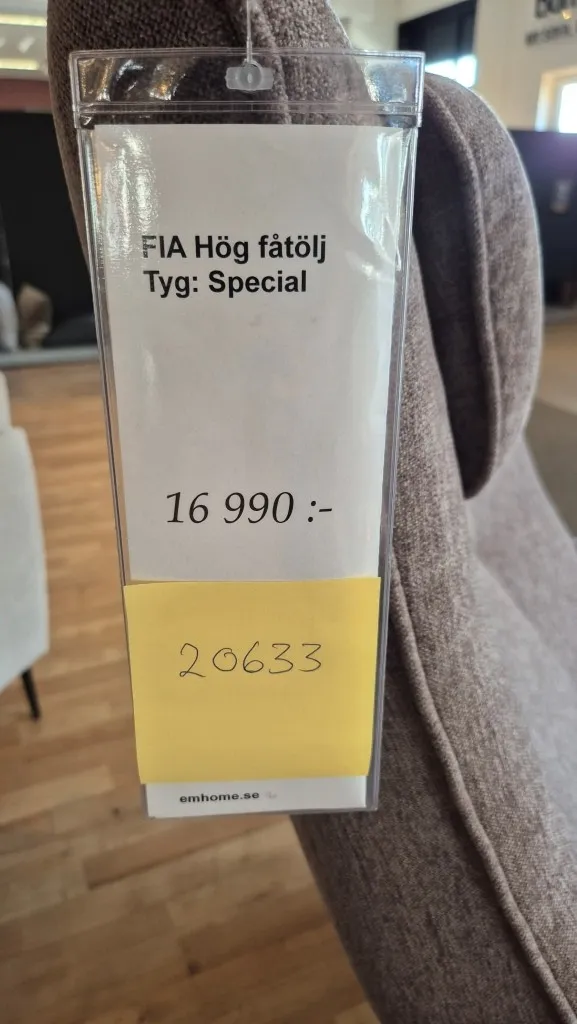 FIA Hög fåtölj
Tyg: Special
16 990 :-
20633
emhome.se